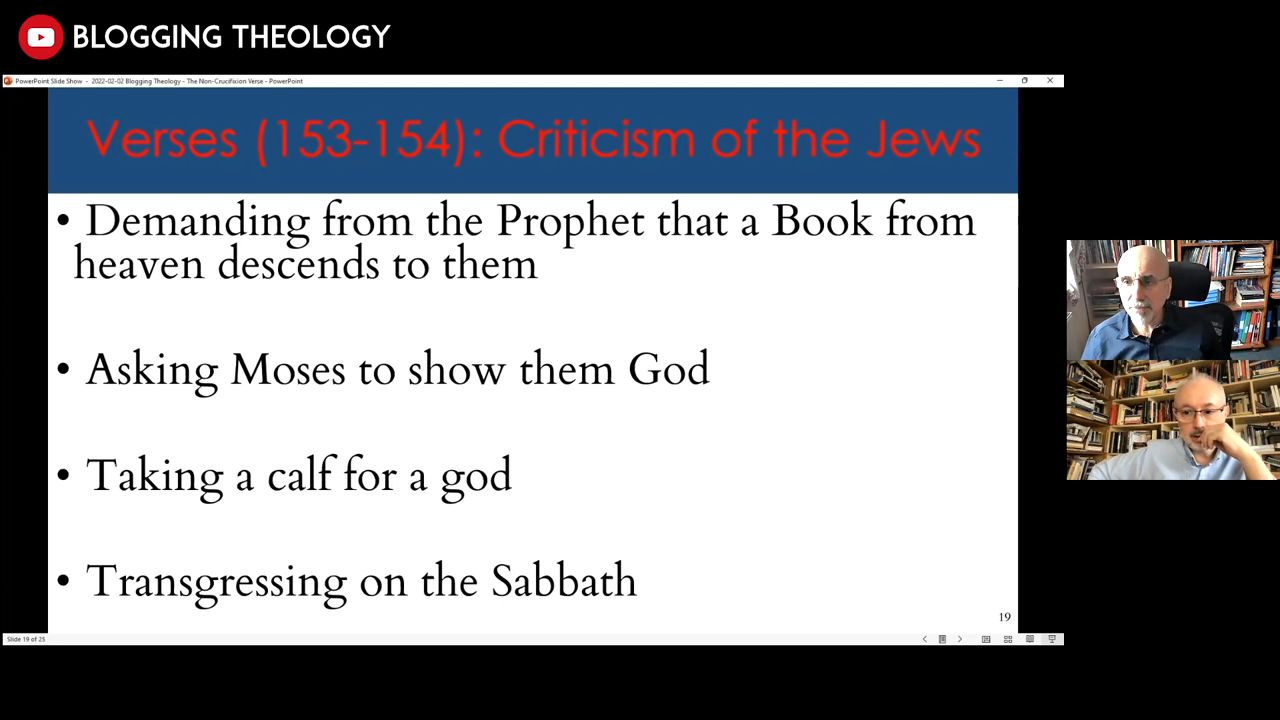 BLOGGING THEOLOGY
PowerPoint Slide Show - 2022-02-02 Blogging Theology - The Non-Crucifixion Verse - PowerPoint
Verses (153-154): Criticism of the Jews
• Demanding from the Prophet that a Book from
heaven descends to them
• Asking Moses to show them God
• Taking a calf for a god
• Transgressing on the Sabbath
19
Slide 19 of 25